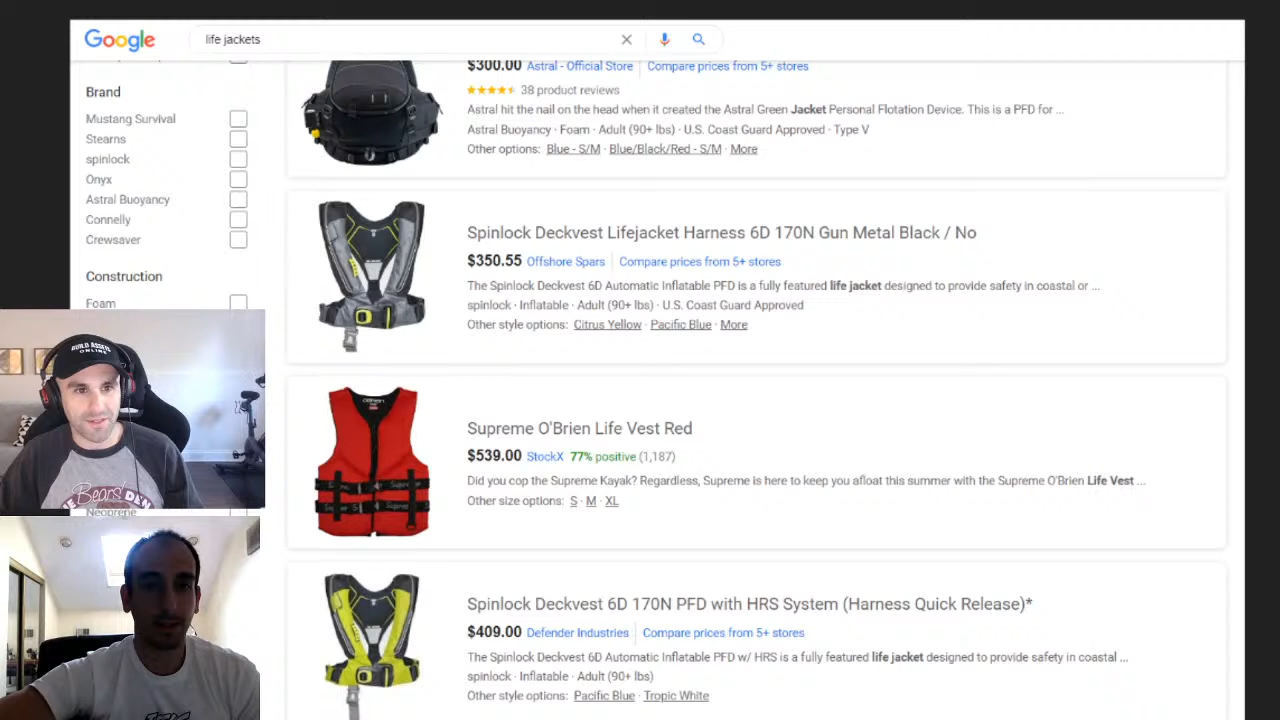 Google
life jackets
Brand
Mustang Survival
Stearns
spinlock
Onyx
Astral Buoyancy
Connelly
Crewsaver
Construction
Foam
Neoprene
$300.00 Astral - Official Store Compare prices from 5+ stores
38 product reviews
Astral hit the nail on the head when it created the Astral Green Jacket Personal Flotation Device. This is a PFD for ...
Astral Buoyancy · Foam · Adult (90+ lbs) · U.S. Coast Guard Approved · Type V
Other options: Blue - S/M · Blue/Black/Red - S/M · More
Spinlock Deckvest Lifejacket Harness 6D 170N Gun Metal Black / No
$350.55 Offshore Spars Compare prices from 5+ stores
The Spinlock Deckvest 6D Automatic Inflatable PFD is a fully featured life jacket designed to provide safety in coastal or ...
spinlock · Inflatable · Adult (90+ lbs) · U.S. Coast Guard Approved
Other style options: Citrus Yellow · Pacific Blue · More
Supreme O'Brien Life Vest Red
$539.00 StockX 77% positive (1,187)
Did you cop the Supreme Kayak? Regardless, Supreme is here to keep you afloat this summer with the Supreme O'Brien Life Vest ...
Other size options: S · M · XL
Spinlock Deckvest 6D 170N PFD with HRS System (Harness Quick Release)*
$409.00 Defender Industries Compare prices from 5+ stores
The Spinlock Deckvest 6D Automatic Inflatable PFD w/ HRS is a fully featured life jacket designed to provide safety in coastal ...
spinlock · Inflatable · Adult (90+ lbs)
Other style options: Pacific Blue · Tropic White
BUILD ASSETS
ONLINE
Bears' DEN